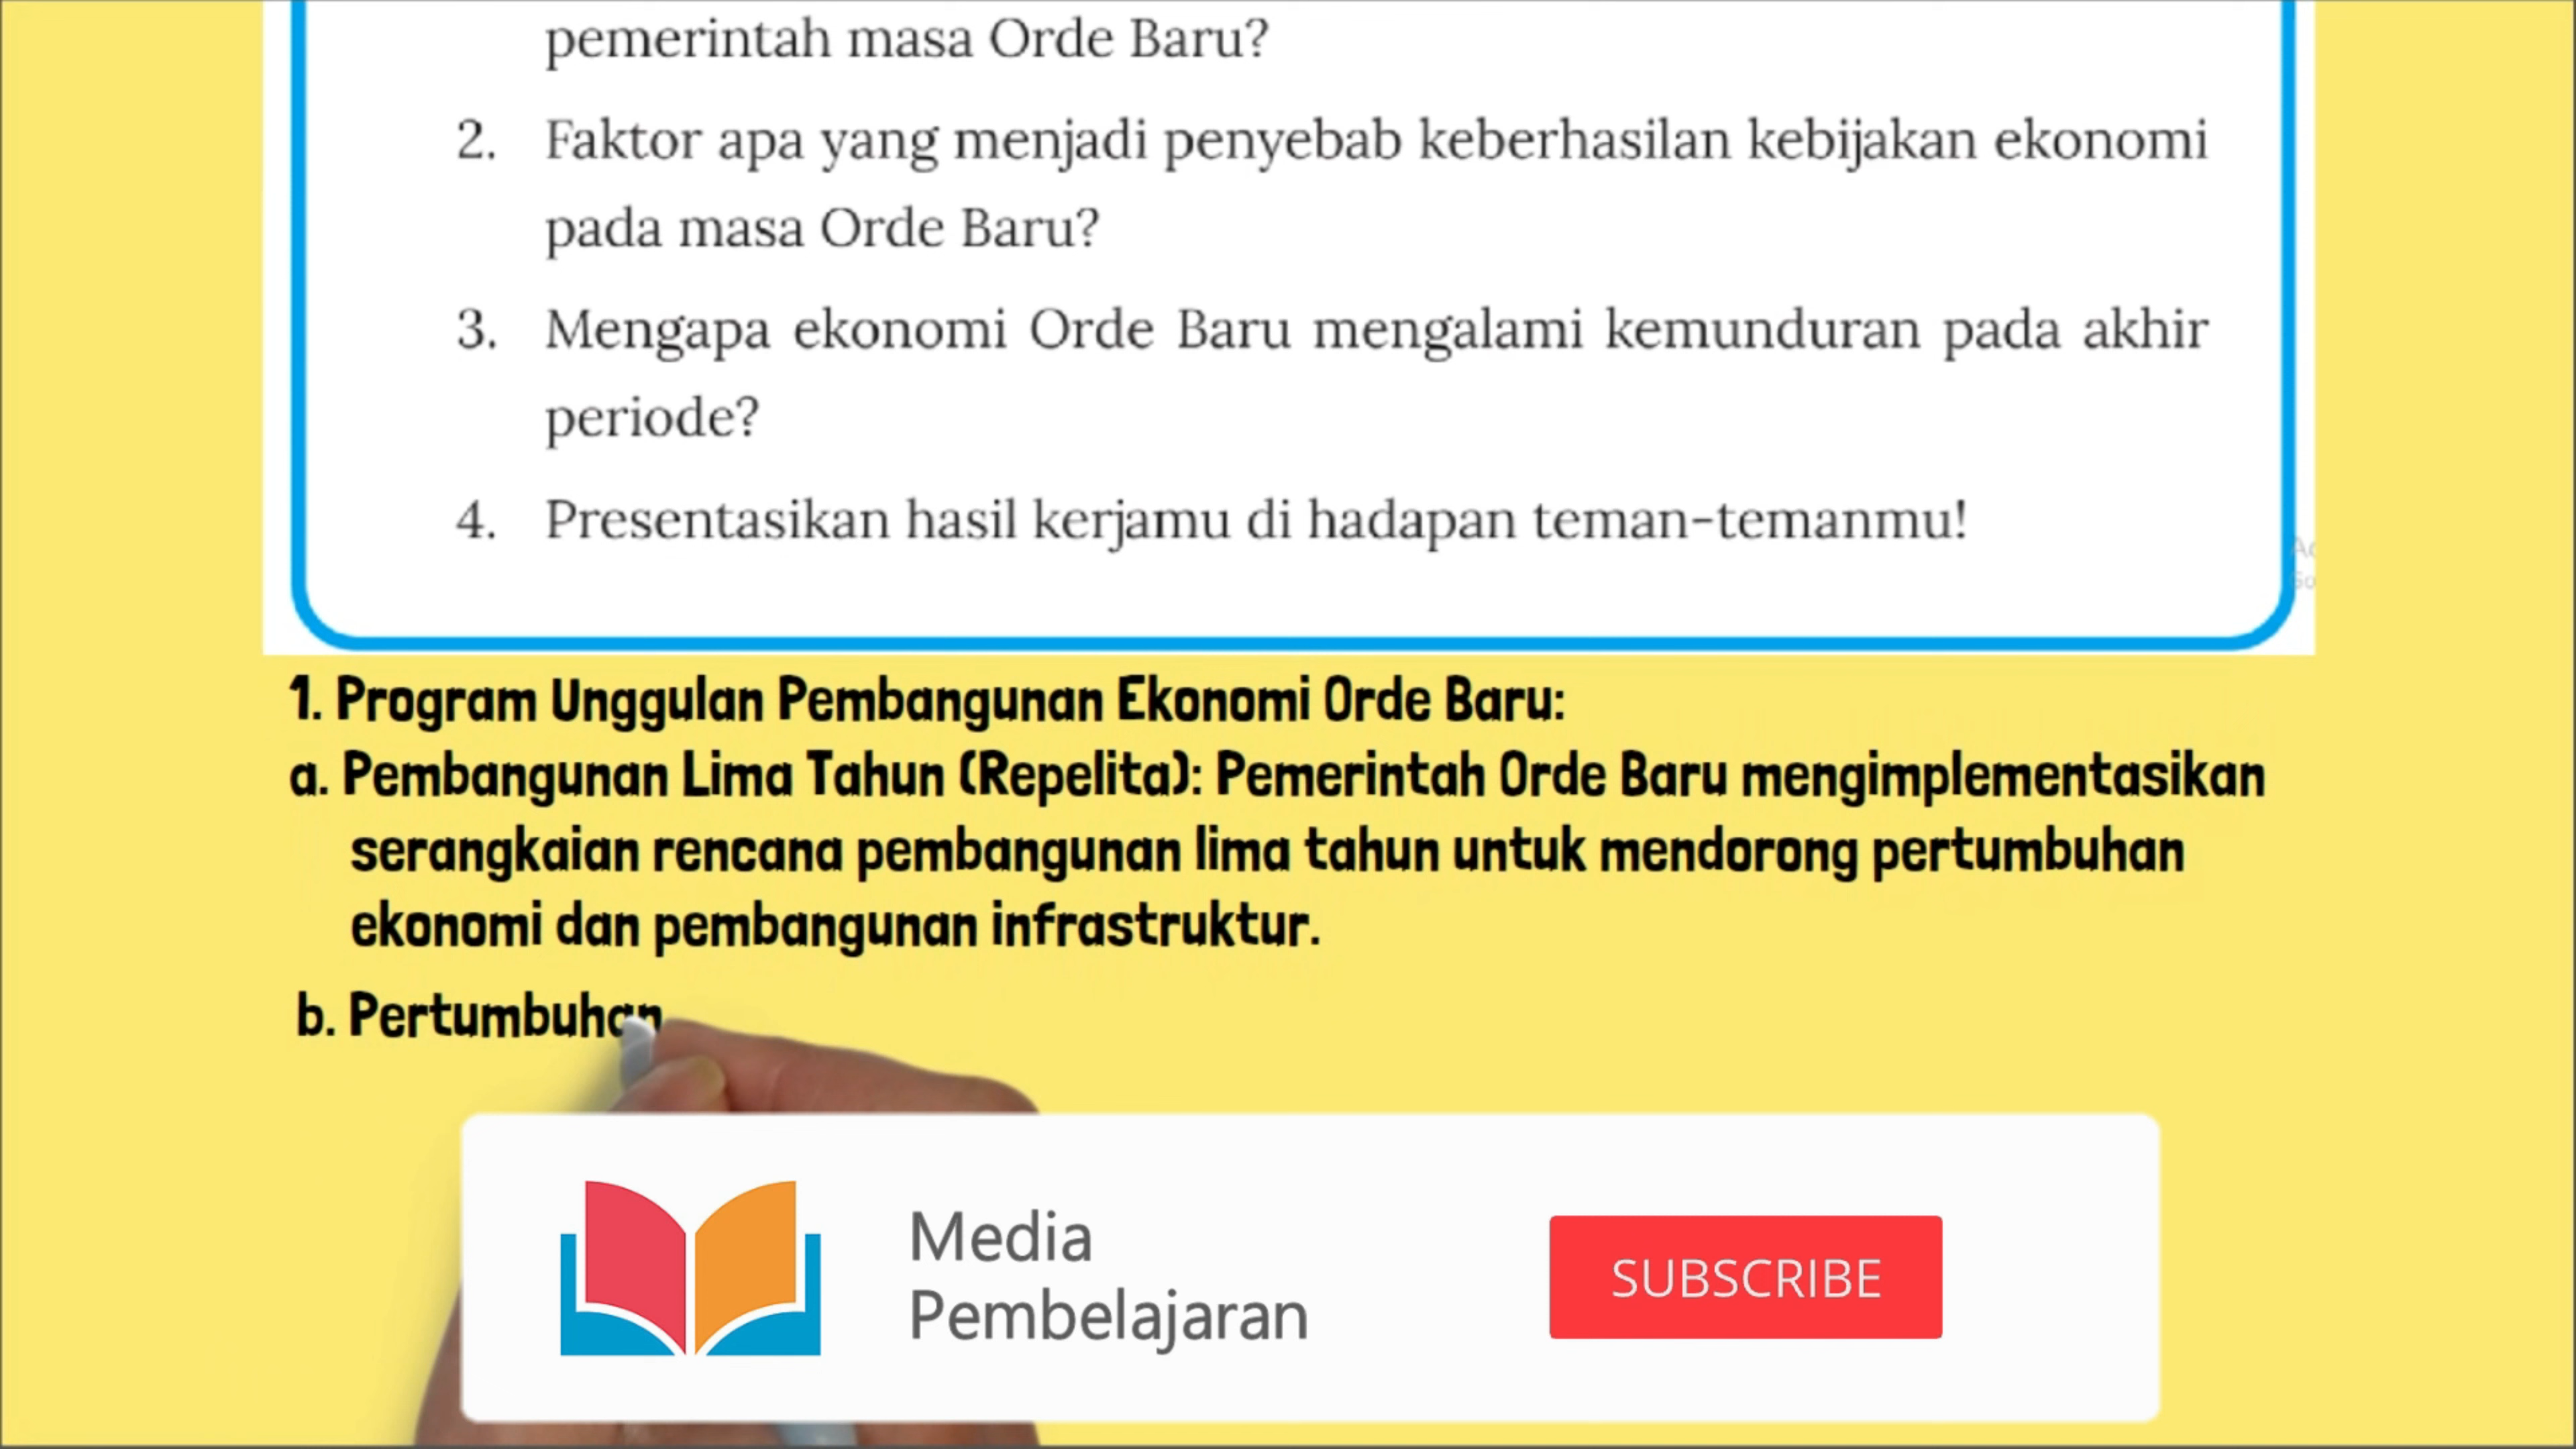 pemerintah masa Orde Baru?
2. Faktor apa yang menjadi penyebab keberhasilan kebijakan ekonomi
pada masa Orde Baru?
3. Mengapa ekonomi Orde Baru mengalami kemunduran pada akhir
periode?
4. Presentasikan hasil kerjamu di hadapan teman-temanmu!
1. Program Unggulan Pembangunan Ekonomi Orde Baru:
a. Pembangunan Lima Tahun (Repelita): Pemerintah Orde Baru mengimplementasikan
serangkaian rencana pembangunan lima tahun untuk mendorong pertumbuhan
ekonomi dan pembangunan infrastruktur.
b. Pertumbuhan
Media
Pembelajaran
SUBSCRIBE